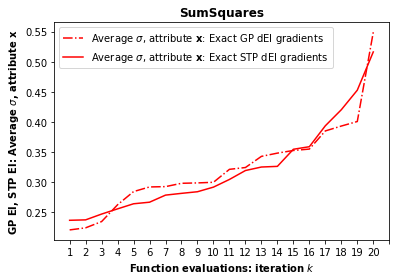 SumSquares
Average σ, attribute x: Exact GP dEI gradients
Average σ, attribute x: Exact STP dEI gradients
GP EI, STP EI: Average σ, attribute x
0.55
0.50
0.45
0.40
0.35
0.30
0.25
1 2 3 4 5 6 7 8 9 10 11 12 13 14 15 16 17 18 19 20
Function evaluations: iteration k